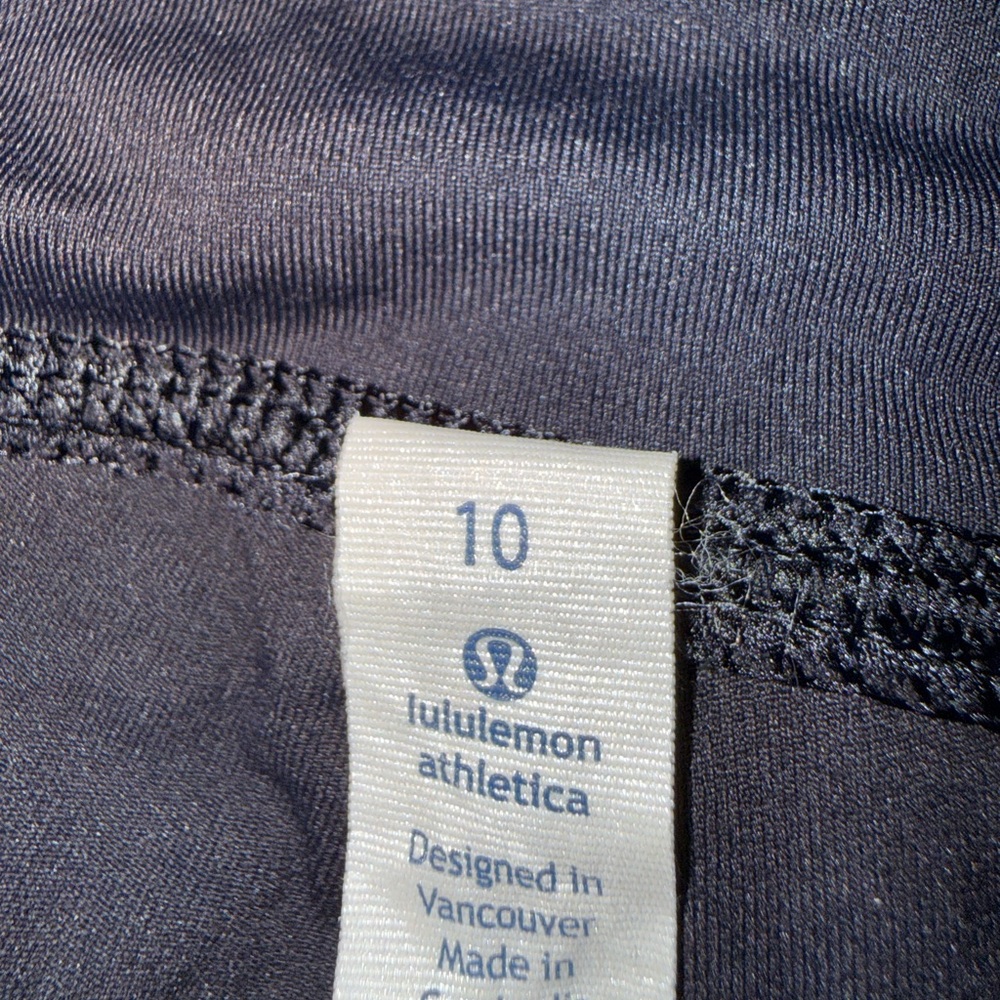 10
lululemon
athletica
Designed in
Vancouver
Made in